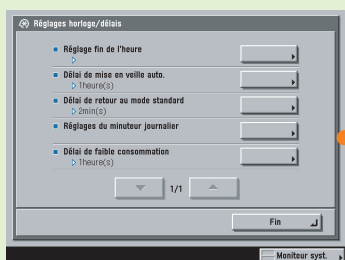 Réglages horloge/délais
Réglage fin de l'heure
Délai de mise en veille auto.
1heure(s)
Délai de retour au mode standard
2min(s)
Réglages du minuteur journalier
Délai de faible consommation
1heure(s)
1/1
Fin
Moniteur syst.